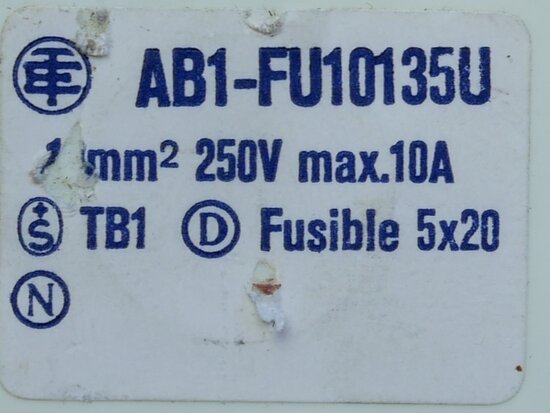 AB1-FU10135U
mm² 250V max.10A
S TB1 D Fusible 5x20
N